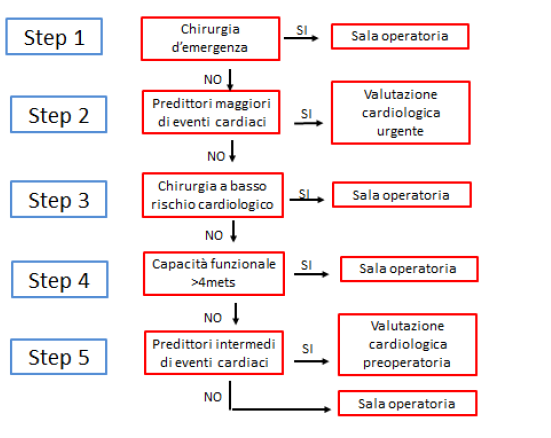 Step 1
Chirurgia
d'emergenza
SI
Sala operatoria
NO
Step 2
Predittori maggiori
di eventi cardiaci
SI
Valutazione
cardiologica
urgente
NO
Step 3
Chirurgia a basso
rischio cardiologico
SI
Sala operatoria
NO
Step 4
Capacità funzionale
>4mets
SI
Sala operatoria
NO
Step 5
Predittori intermedi
di eventi cardiaci
SI
Valutazione
cardiologica
preoperatoria
NO
Sala operatoria